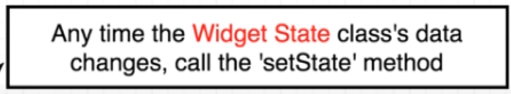 Any time the Widget State class's data
changes, call the 'setState' method